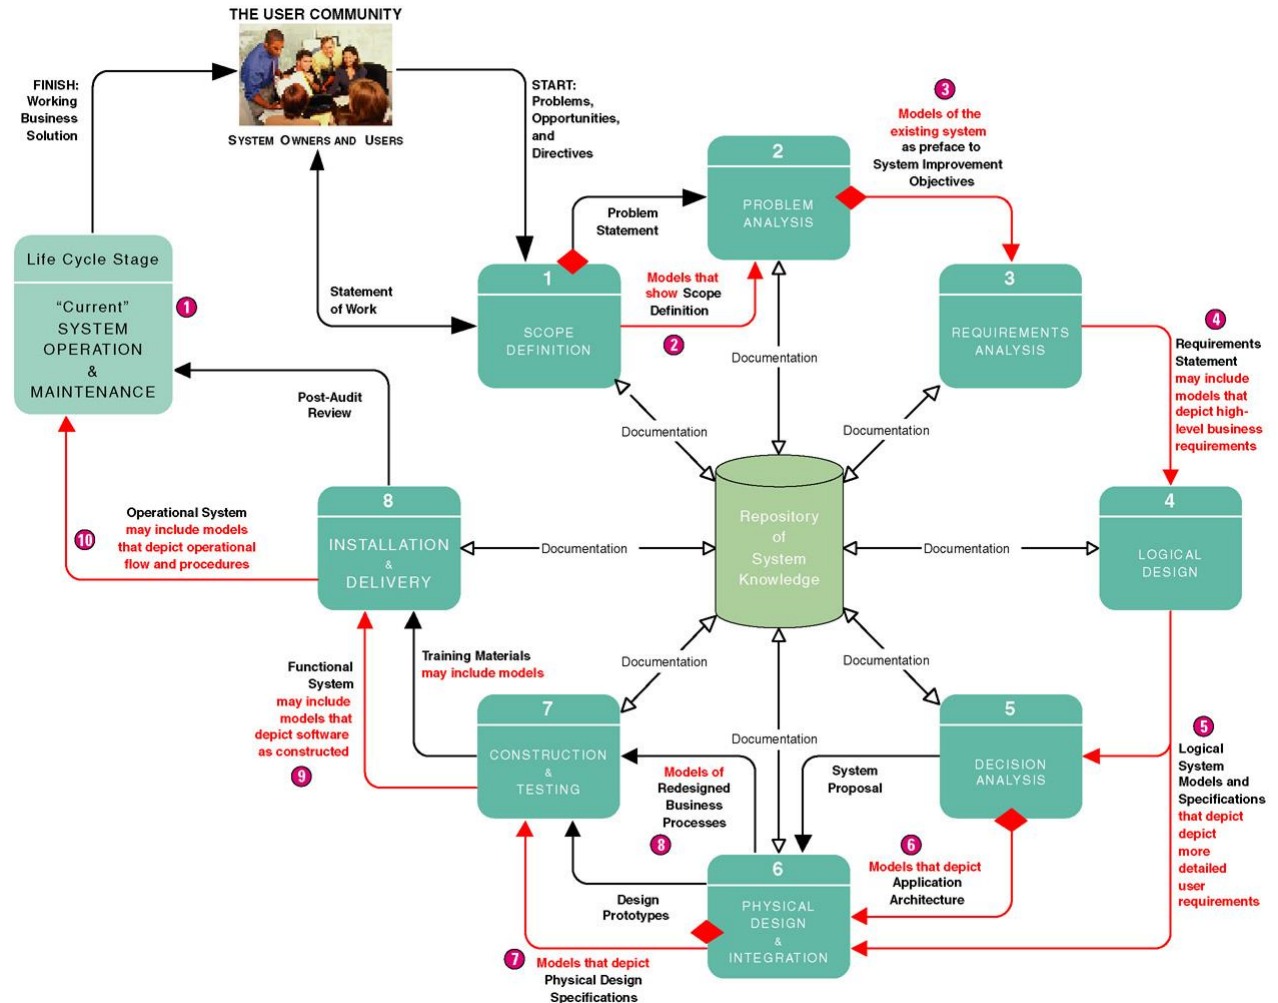 THE USER COMMUNITY
SYSTEM OWNERS AND USERS
FINISH:
Working
Business
Solution
START:
Problems,
Opportunities,
and
Directives
3
Models of the
existing system
as preface to
System Improvement
Objectives
2
PROBLEM
ANALYSIS
Problem
Statement
Life Cycle Stage
"Current"
SYSTEM
OPERATION
&
MAINTENANCE
1
Statement
of Work
1
SCOPE
DEFINITION
Models that
show Scope
Definition
2
3
REQUIREMENTS
ANALYSIS
4
Requirements
Statement
may include
models that
depict high-
level business
requirements
Documentation
Documentation
Documentation
Post-Audit
Review
Repository
of
System
Knowledge
8
INSTALLATION
&
DELIVERY
Documentation
Documentation
4
LOGICAL
DESIGN
10
Operational System
may include models
that depict operational
flow and procedures
Functional
System
may include
models that
depict software
as constructed
9
Training Materials
may include models
Documentation
Documentation
Documentation
7
CONSTRUCTION
&
TESTING
Models of
Redesigned
Business
Processes
8
System
Proposal
5
DECISION
ANALYSIS
5
Logical
System
Models and
Specifications
that depict
depict
more
detailed
user
requirements
6
Models that depict
Application
Architecture
6
PHYSICAL
DESIGN
&
INTEGRATION
Design
Prototypes
7
Models that depict
Physical Design
Specifications